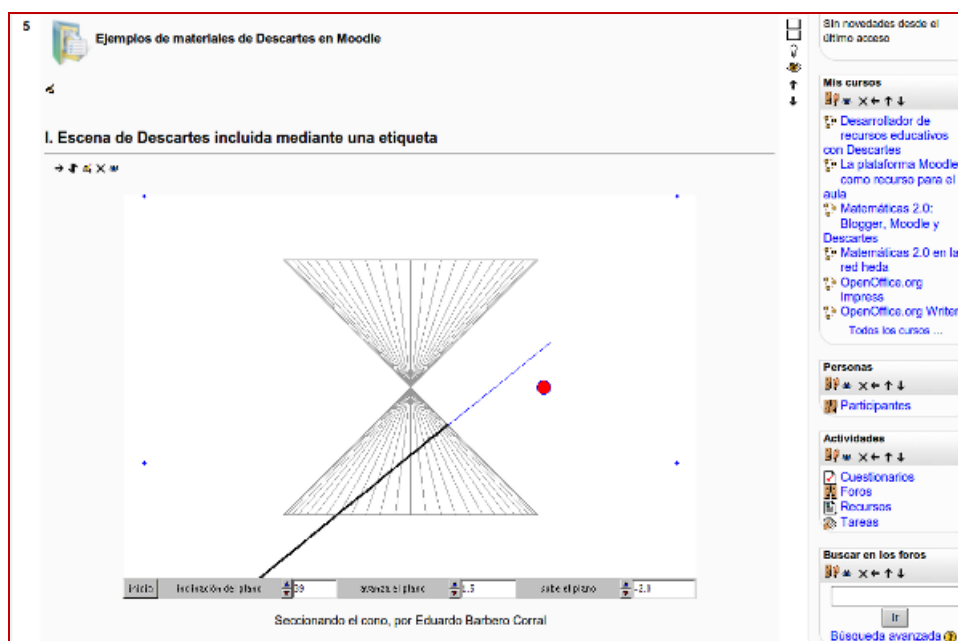 5
Ejemplos de materiales de Descartes en Moodle
I. Escena de Descartes incluida mediante una etiqueta
inicio inclinación del plano 39 avanza el plano 1.5 sube el plano -2.0
Seccionando el cono, por Eduardo Barbero Corral
Sin novedades desde el
último acceso
Mis cursos
Desarrollador de
recursos educativos
con Descartes
La plataforma Moodle
como recurso para el
aula
Matemáticas 2.0:
Blogger, Moodle y
Descartes
Matemáticas 2.0 en la
red heda
OpenOffice.org
Impress
OpenOffice.org Writer
Todos los cursos ...
Personas
Participantes
Actividades
Cuestionarios
Foros
Recursos
Tareas
Buscar en los foros
Ir
Búsqueda avanzada